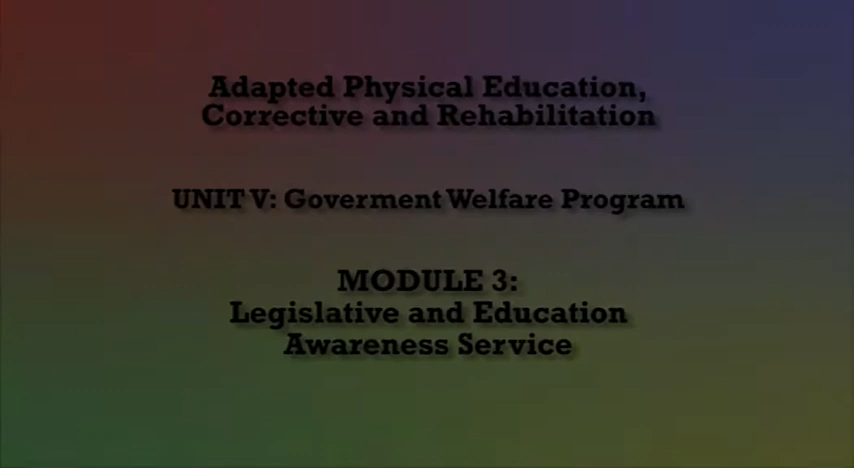 Adapted Physical Education,
Corrective and Rehabilitation
UNIT V: Goverment Welfare Program
MODULE 3:
Legislative and Education
Awareness Service